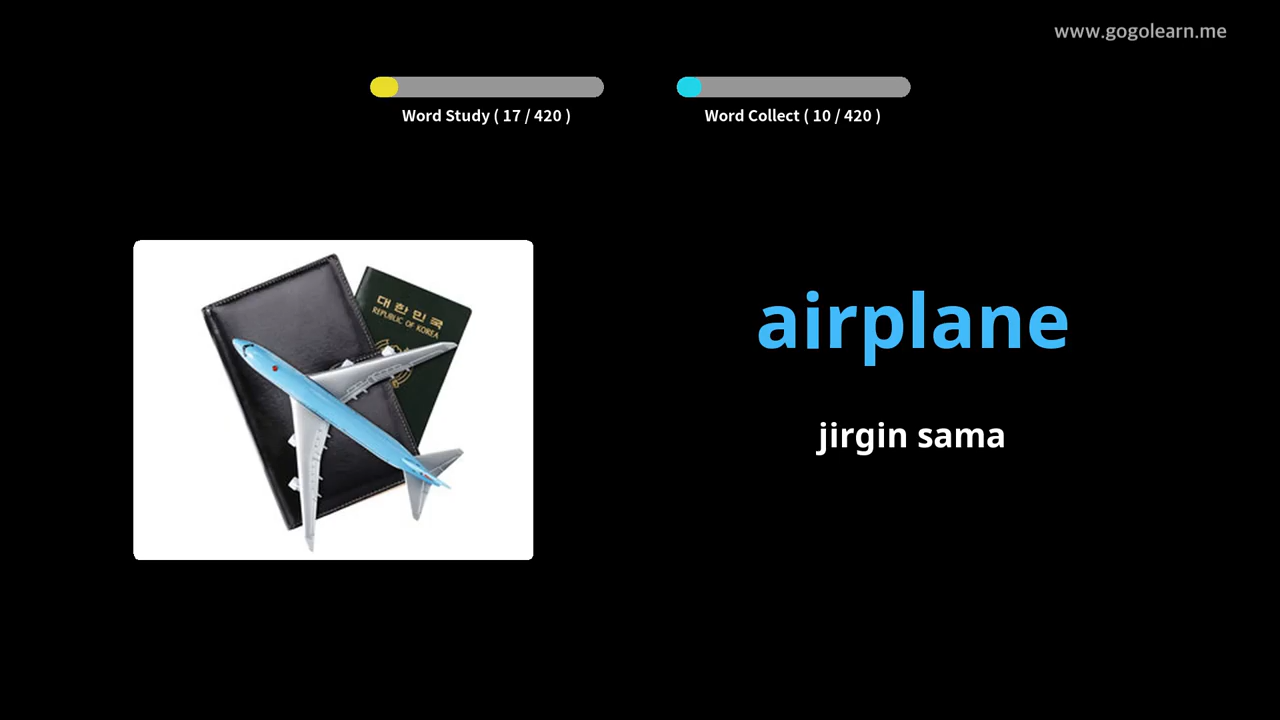 www.gogolearn.me
Word Study ( 17 / 420 )
Word Collect ( 10 / 420 )
대한민국
REPUBLIC OF KOREA
airplane
jirgin sama